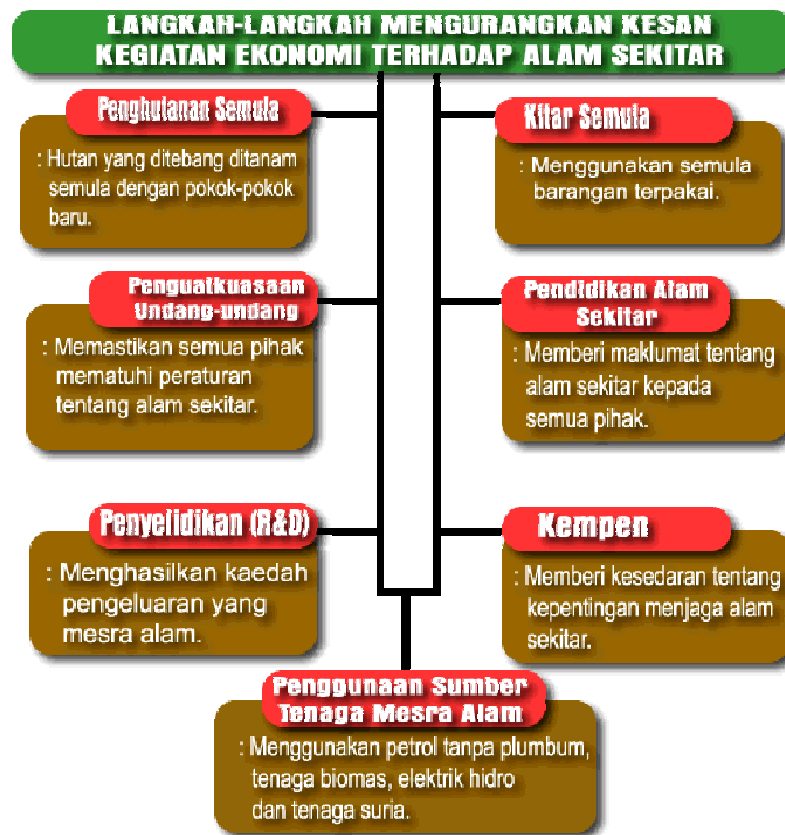 LANGKAH-LANGKAH MENGURANGKAN KESAN
KEGIATAN EKONOMI TERHADAP ALAM SEKITAR
Penghutanan Semula
: Hutan yang ditebang ditanam
semula dengan pokok-pokok
baru.
Kitar Semula
: Menggunakan semula
barangan terpakai.
Penguatkuasaan
Undang-undang
: Memastikan semua pihak
mematuhi peraturan
tentang alam sekitar.
Pendidikan Alam
Sekitar
: Memberi maklumat tentang
alam sekitar kepada
semua pihak.
Penyelidikan (R&D)
: Menghasilkan kaedah
pengeluaran yang
mesra alam.
Kempen
: Memberi kesedaran tentang
kepentingan menjaga alam
sekitar.
Penggunaan Sumber
Tenaga Mesra Alam
: Menggunakan petrol tanpa plumbum,
tenaga biomas, elektrik hidro
dan tenaga suria.